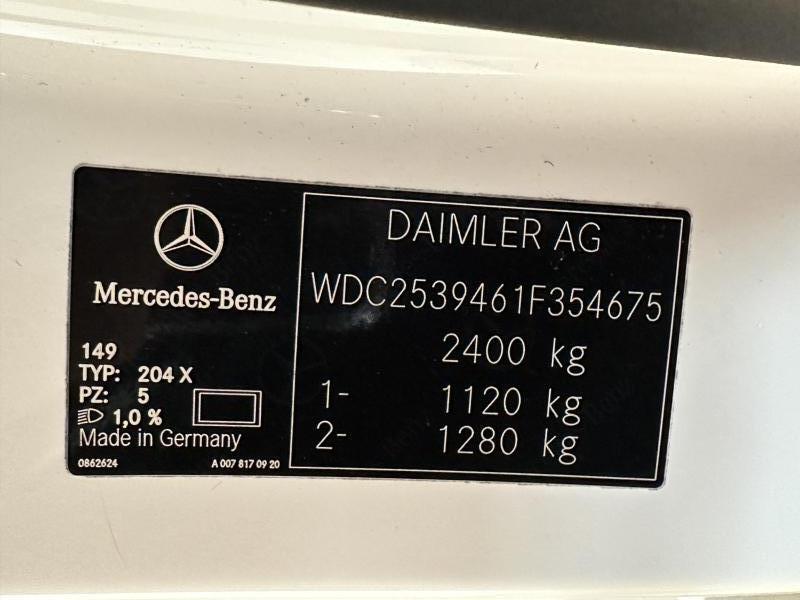 Mercedes-Benz
149
TYP: 204 X
PZ: 5
1,0 %
Made in Germany
0862624 A 007 817 09 20
DAIMLER AG
WDC2539461F354675
2400 kg
1- 1120 kg
2- 1280 kg